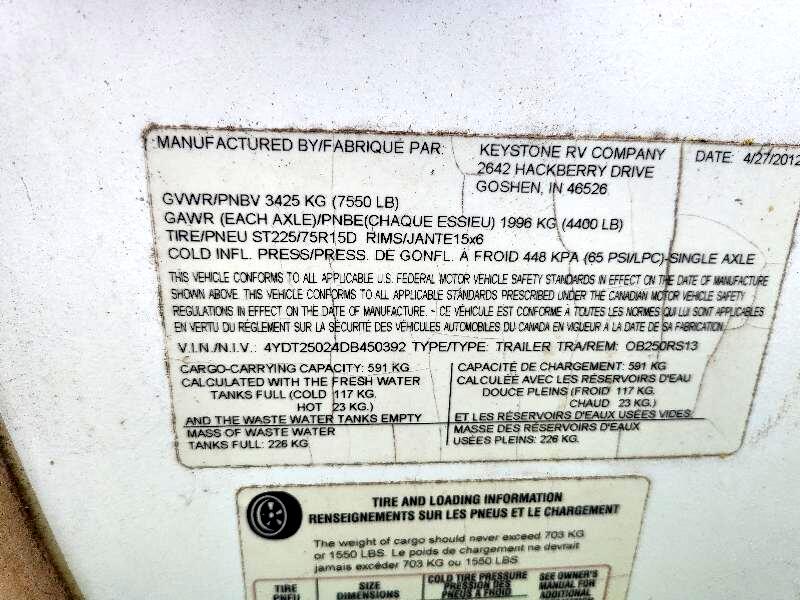 MANUFACTURED BY/FABRIQUÉ PAR: KEYSTONE RV COMPANY DATE: 4/27/2012
2642 HACKBERRY DRIVE
GOSHEN, IN 46526
GVWR/PNBV 3425 KG (7550 LB)
GAWR (EACH AXLE)/PNBE(CHAQUE ESSIEU) 1996 KG (4400 LB)
TIRE/PNEU ST225/75R15D RIMS/JANTE15x6
COLD INFL. PRESS/PRESS. DE GONFL. À FROID 448 KPA (65 PSI/LPC)-SINGLE AXLE
THIS VEHICLE CONFORMS TO ALL APPLICABLE U.S. FEDERAL MOTOR VEHICLE SAFETY STANDARDS IN EFFECT ON THE DATE OF MANUFACTURE
SHOWN ABOVE. THIS VEHICLE CONFORMS TO ALL APPLICABLE STANDARDS PRESCRIBED UNDER THE CANADIAN MOTOR VEHICLE SAFETY
REGULATIONS IN EFFECT ON THE DATE OF MANUFACTURE. - CE VÉHICULE EST CONFORME À TOUTES LES NORMES QUI LUI SONT APPLICABLES
EN VERTU DU RÉGLEMENT SUR LA SÉCURITÉ DES VÉHICULES AUTOMOBILES DU CANADA EN VIGUEUR À LA DATE DE SA FABRICATION.
V.I.N./N.I.V.: 4YDT25024DB450392 TYPE/TYPE: TRAILER TRA/REM: OB250RS13
CARGO-CARRYING CAPACITY: 591 KG
CALCULATED WITH THE FRESH WATER
TANKS FULL (COLD 117 KG.
HOT 23 KG.)
AND THE WASTE WATER TANKS EMPTY
MASS OF WASTE WATER
TANKS FULL: 226 KG.
CAPACITÉ DE CHARGEMENT: 591 KG
CALCULÉE AVEC LES RÉSERVOIRS D'EAU
DOUCE PLEINS (FROID 117 KG.
CHAUD 23 KG.)
ET LES RÉSERVOIRS D'EAUX USÉES VIDES
MASSE DES RÉSERVOIRS D'EAUX
USÉES PLEINS: 226 KG.
TIRE AND LOADING INFORMATION
RENSEIGNEMENTS SUR LES PNEUS ET LE CHARGEMENT
The weight of cargo should never exceed 703 KG
or 1550 LBS. Le poids de chargement ne devrait
jamais excéder 703 KG ou 1550 LBS.
TIRE
PNEU
SIZE
DIMENSIONS
COLD TIRE PRESSURE
PRESSION DES
PNEUS À FROID
SEE OWNER'S
MANUAL FOR
ADDITIONAL